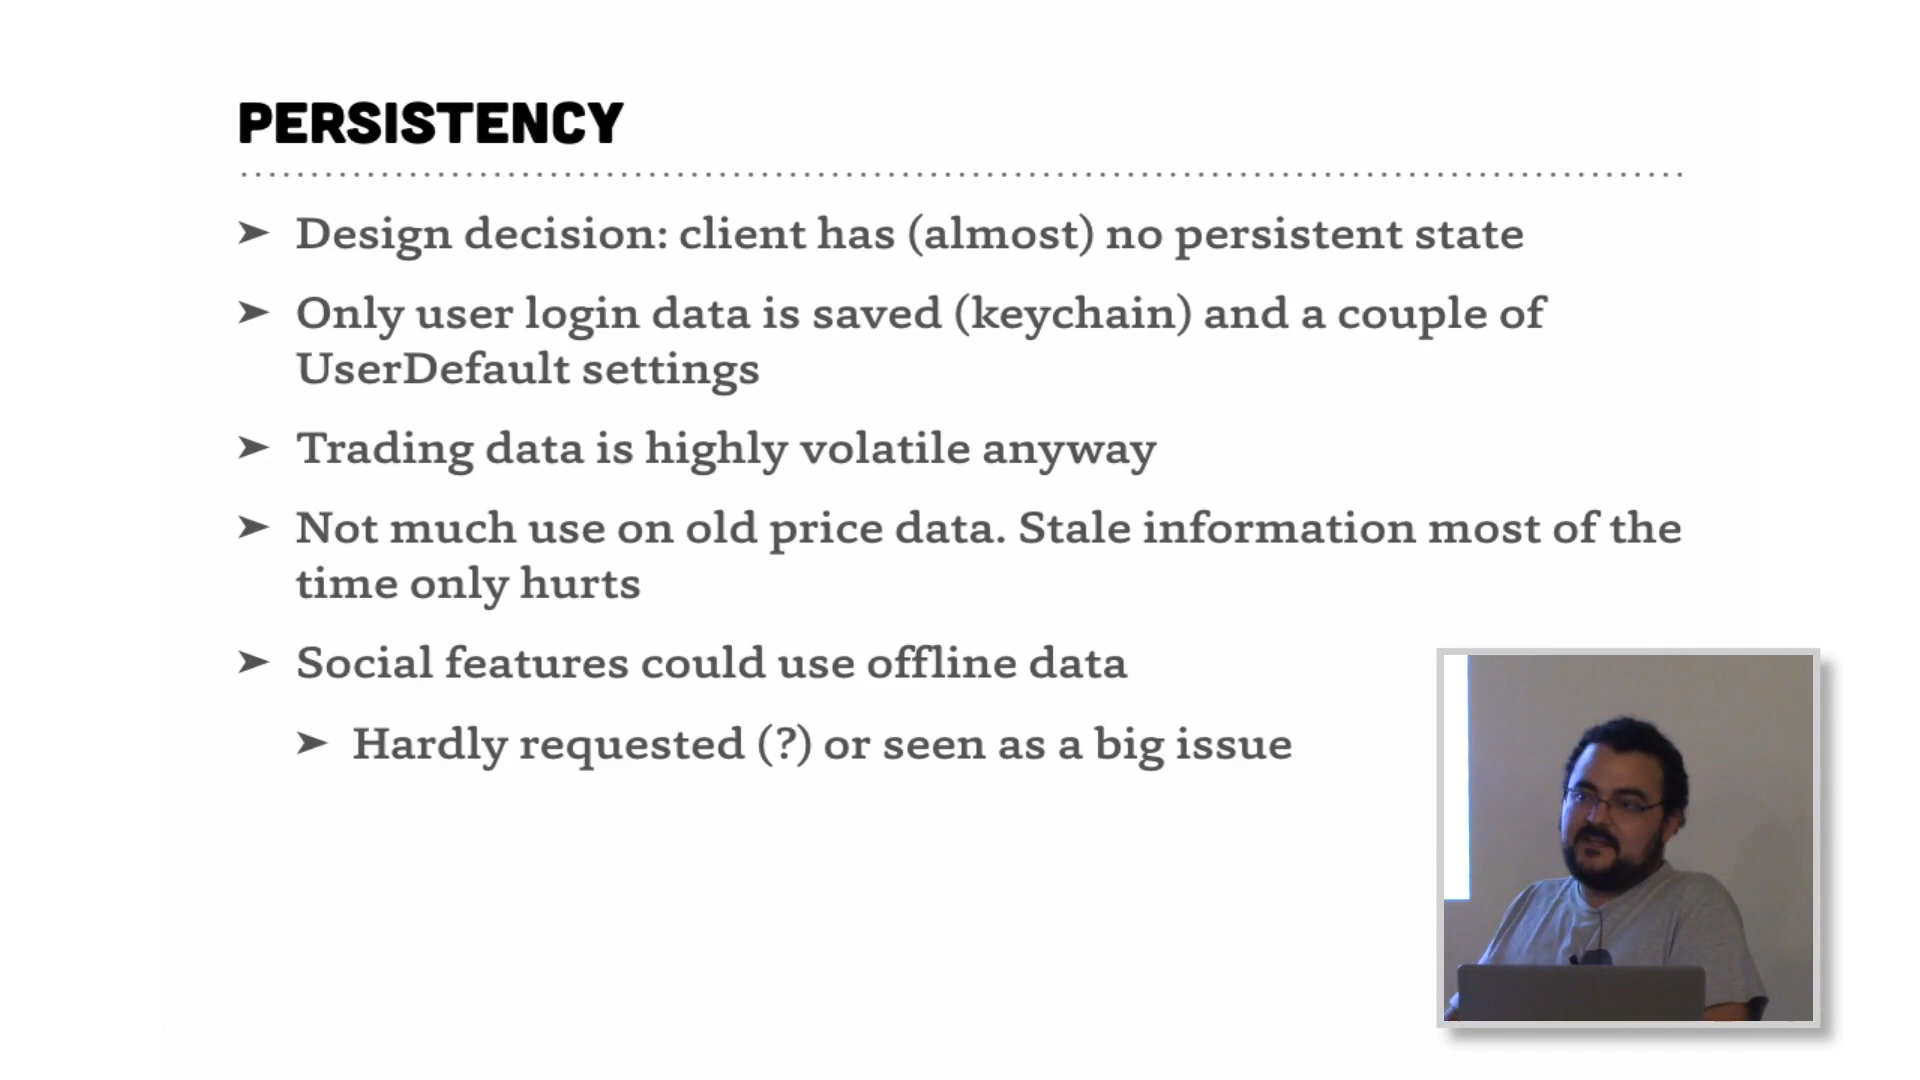 PERSISTENCY
➤ Design decision: client has (almost) no persistent state
➤ Only user login data is saved (keychain) and a couple of
UserDefault settings
➤ Trading data is highly volatile anyway
➤ Not much use on old price data. Stale information most of the
time only hurts
➤ Social features could use offline data
➤ Hardly requested (?) or seen as a big issue